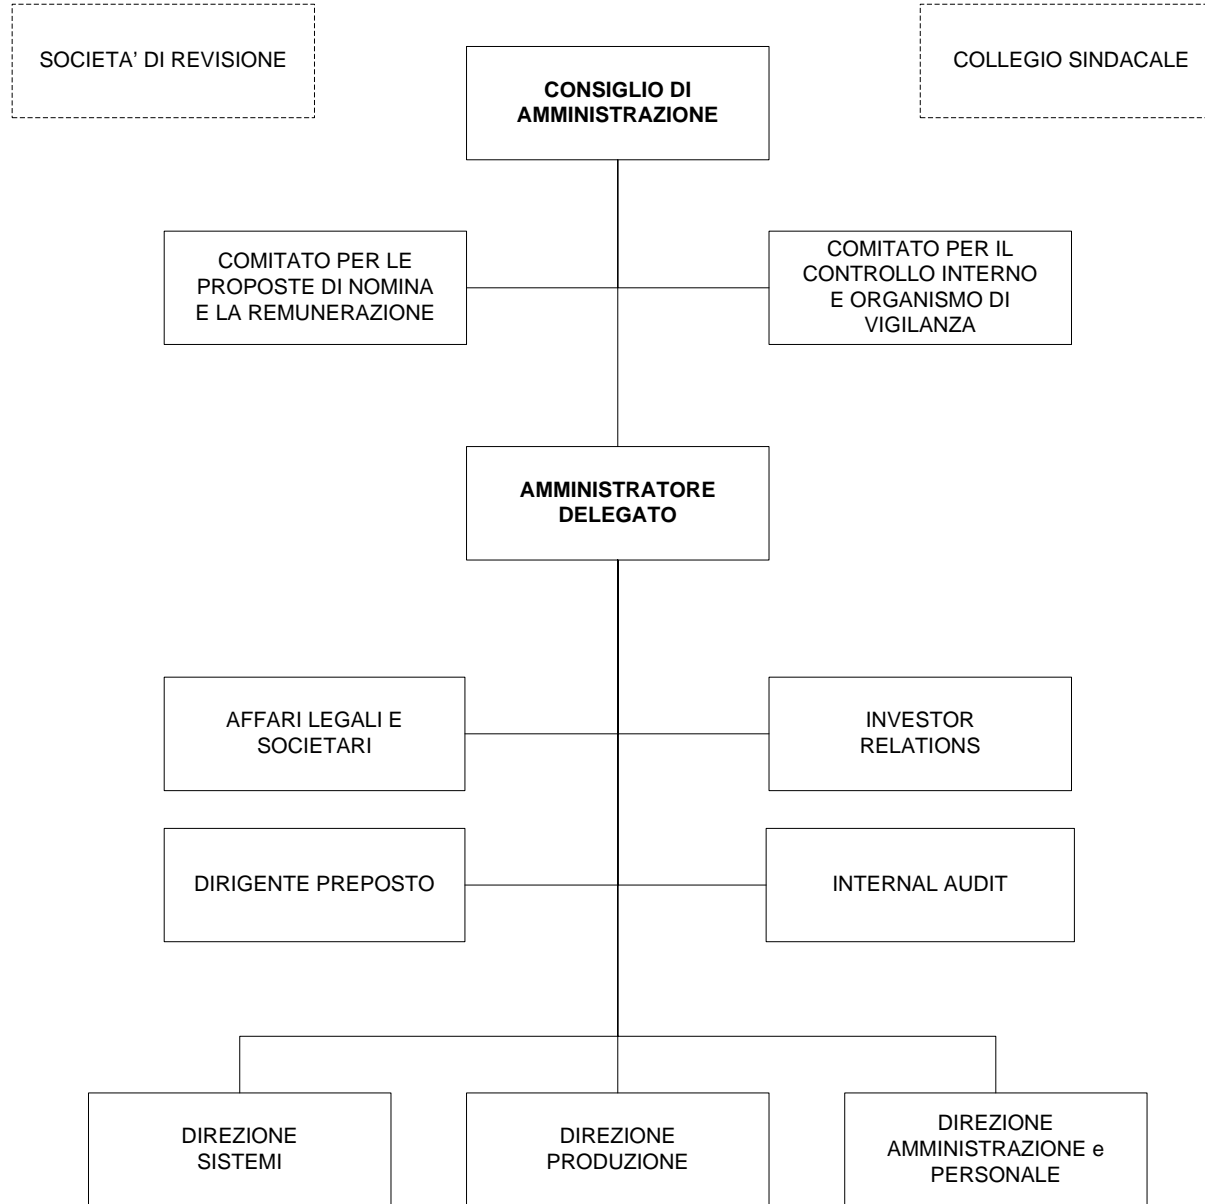 SOCIETA' DI REVISIONE
COLLEGIO SINDACALE
CONSIGLIO DI
AMMINISTRAZIONE
COMITATO PER LE
PROPOSTE DI NOMINA
E LA REMUNERAZIONE
COMITATO PER IL
CONTROLLO INTERNO
E ORGANISMO DI
VIGILANZA
AMMINISTRATORE
DELEGATO
AFFARI LEGALI E
SOCIETARI
INVESTOR
RELATIONS
DIRIGENTE PREPOSTO
INTERNAL AUDIT
DIREZIONE
SISTEMI
DIREZIONE
PRODUZIONE
DIREZIONE
AMMINISTRAZIONE e
PERSONALE